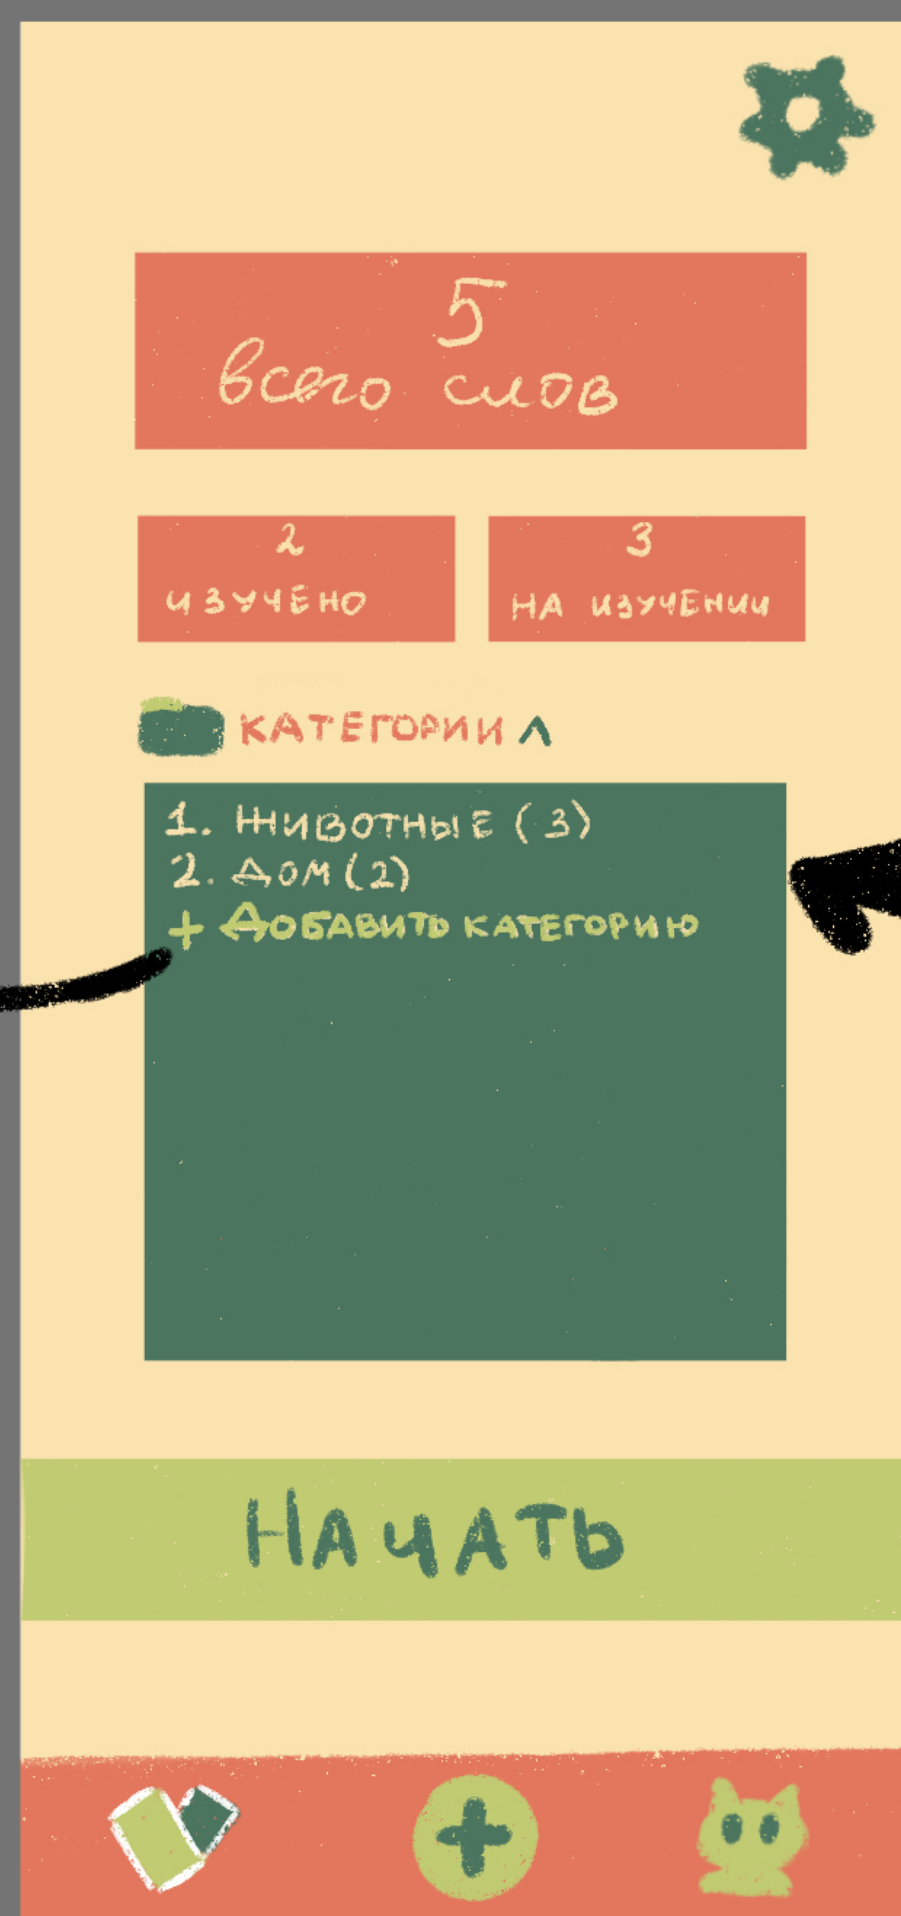 5
всего слов
2
изучено
3
на изучении
КАТЕГОРИИ ^
1. Животные (3)
2. Дом (2)
+ Добавить категорию
Начать